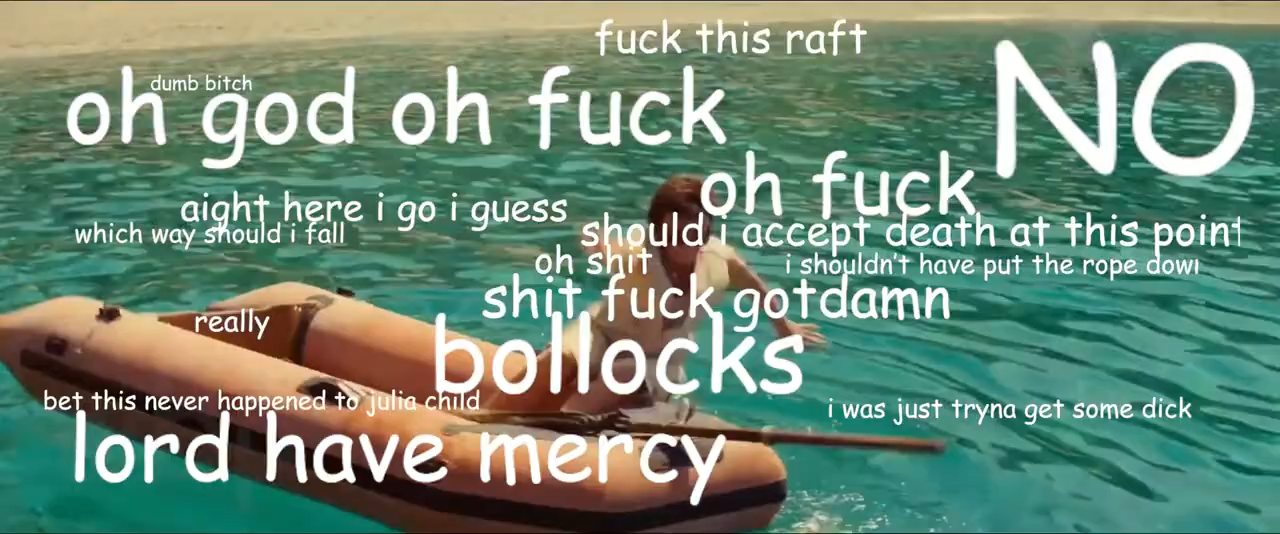 fuck this raft
NO
dumb bitch
oh god oh fuck
oh fuck
aight here i go i guess
should i accept death at this point
which way should i fall
oh shit
i shouldn't have put the rope dow
shit fuck gotdamn
really
bollocks
bet this never happened to julia child
i was just tryna get some dick
lord have mercy